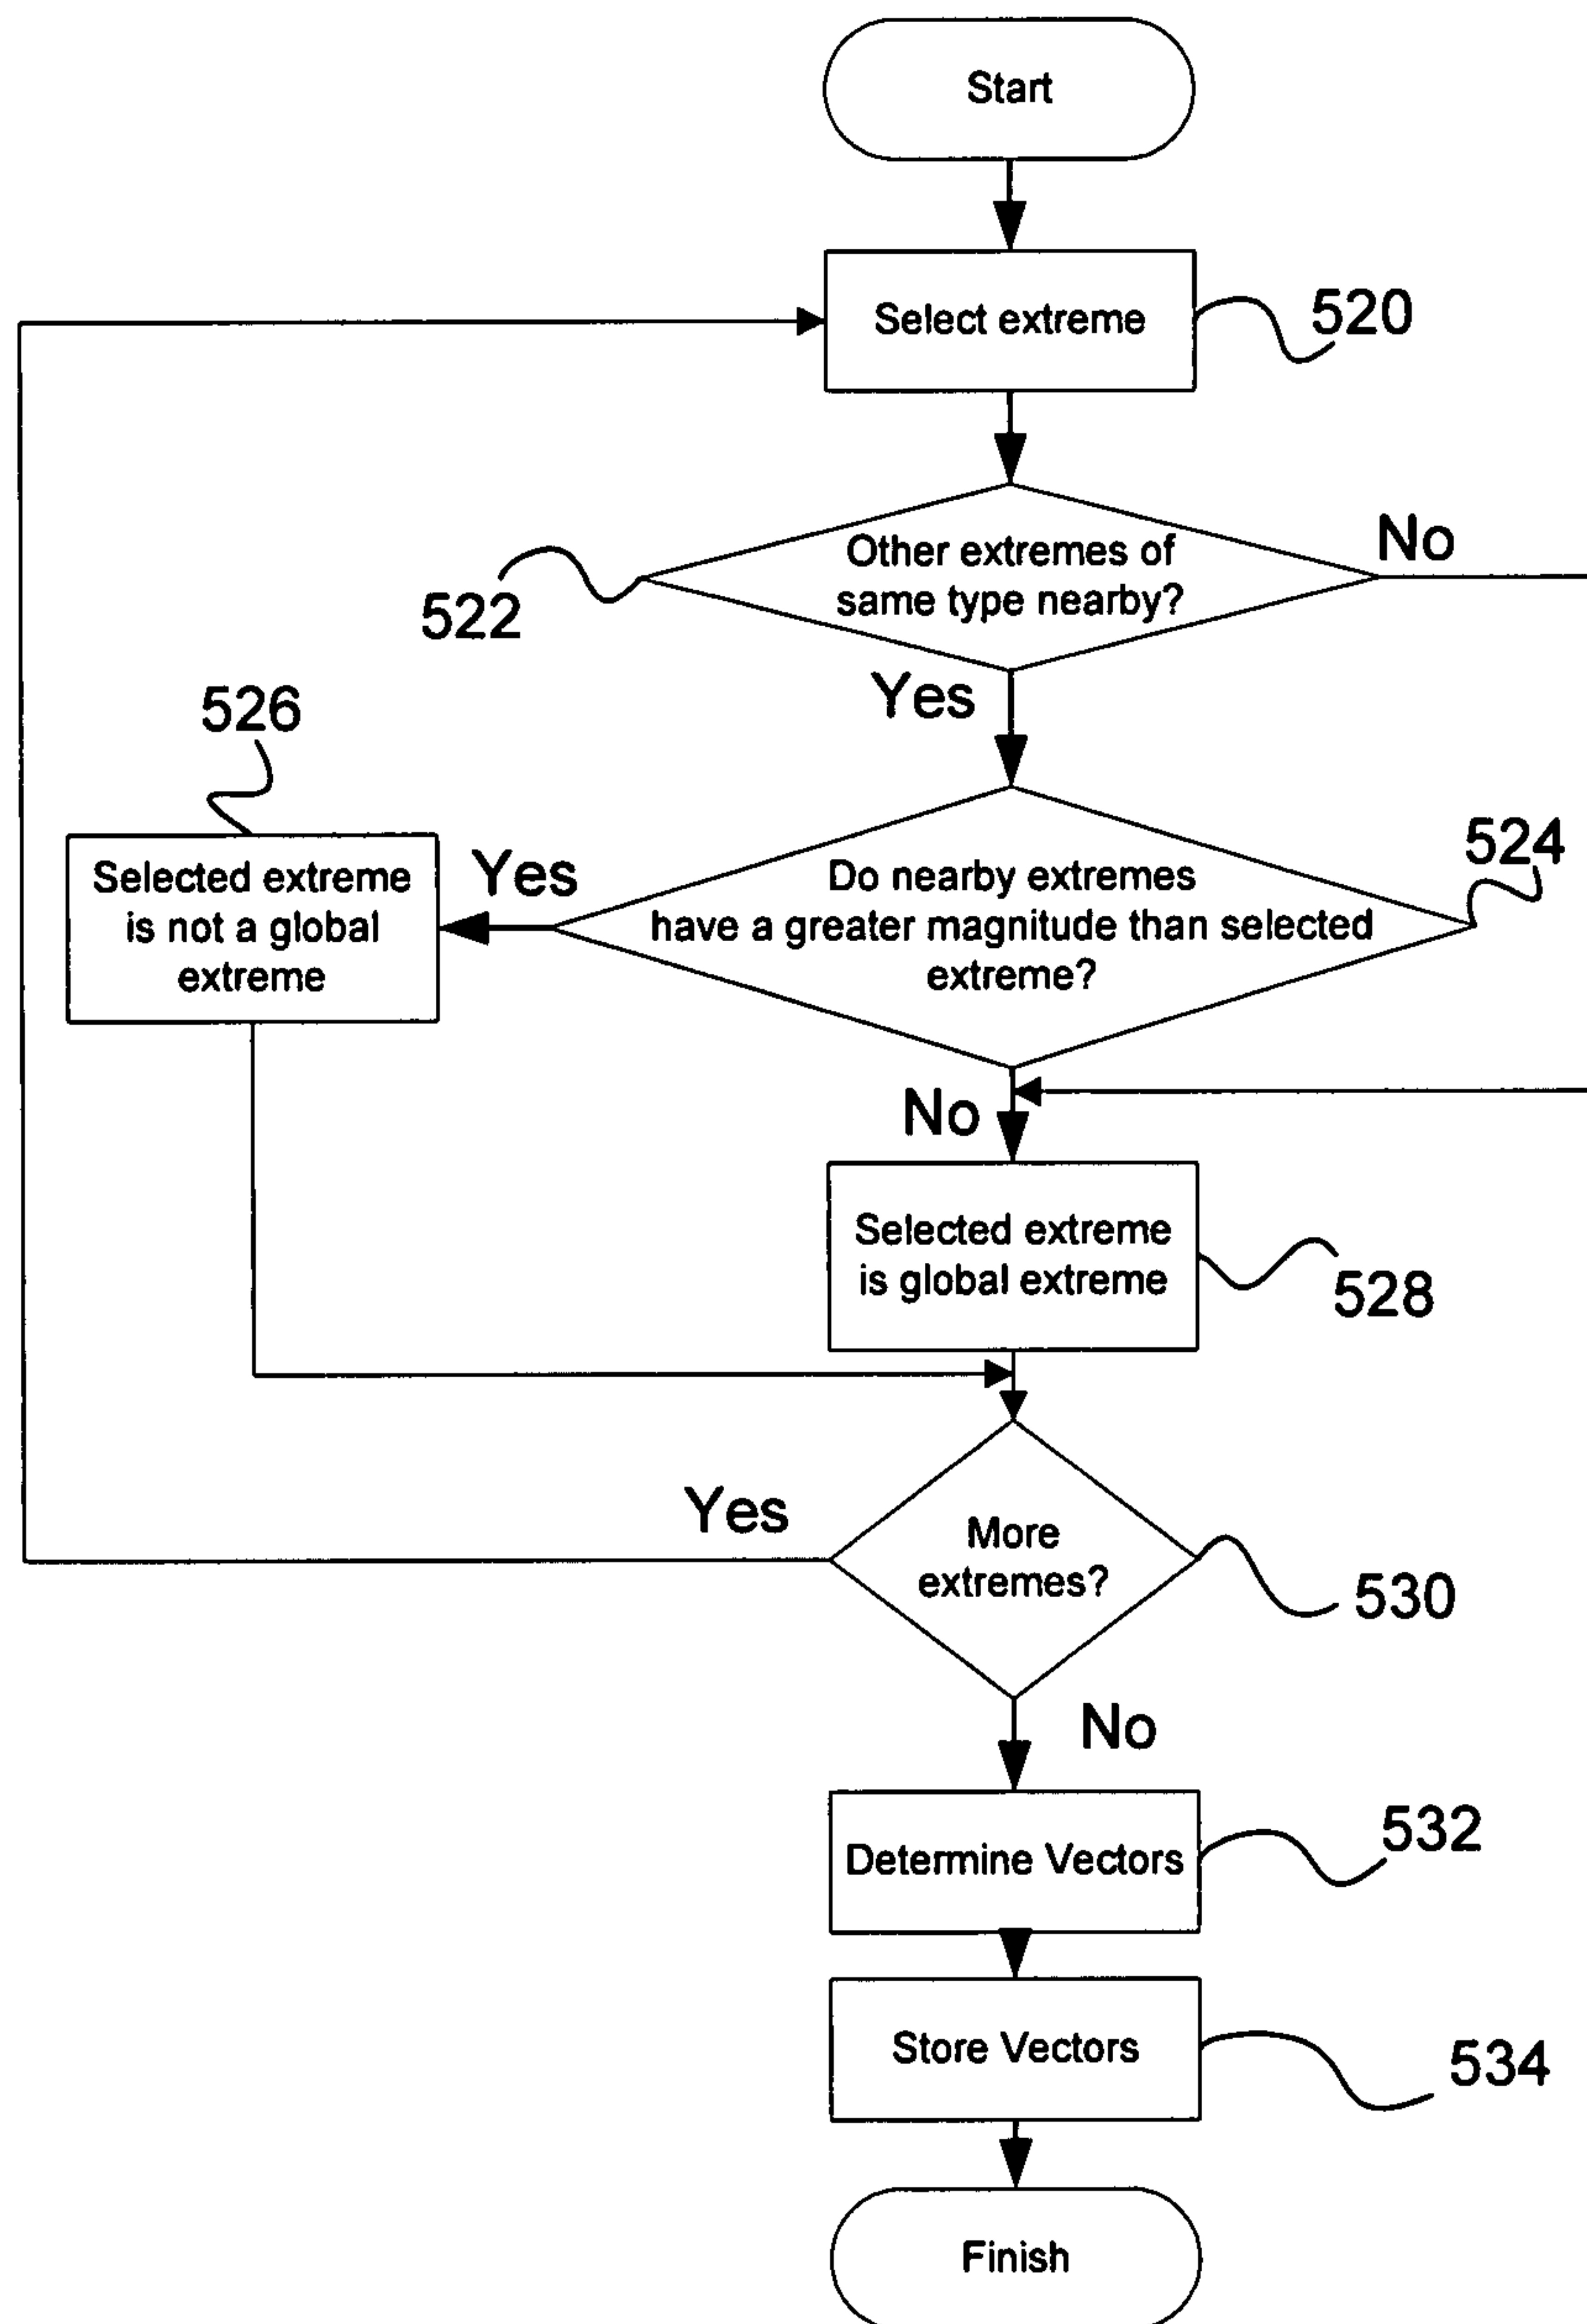 Start
Select extreme
520
Other extremes of
same type nearby?
No
522
Yes
526
524
Selected extreme
is not a global
extreme
Yes
Do nearby extremes
have a greater magnitude than selected
extreme?
No
Selected extreme
is global extreme
528
Yes
More
extremes?
530
No
Determine Vectors
532
Store Vectors
534
Finish